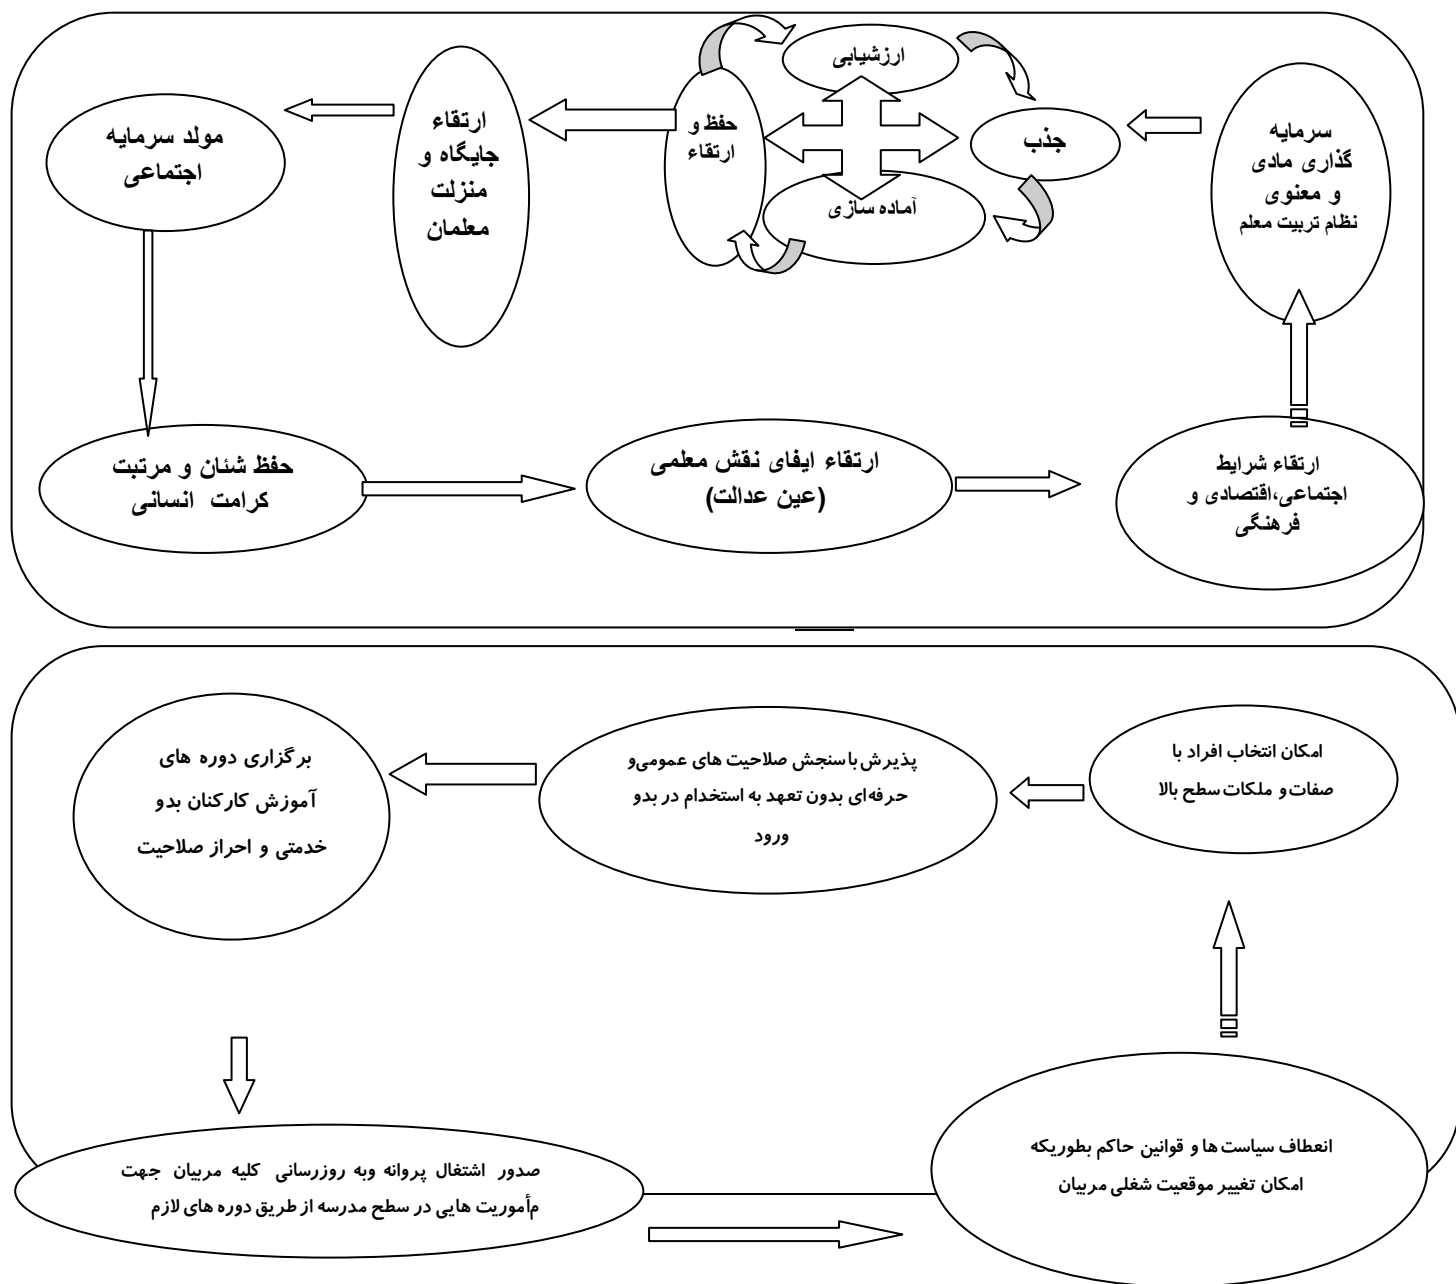 ارزشیابی
جذب
آماده سازی
حفظ و
ارتقاء
سرمایه
گذاری مادی
و معنوی
نظام تربیت معلم
ارتقاء
جایگاه و
منزلت
معلمان
مولد سرمایه
اجتماعی
حفظ شئان و مرتبت
کرامت انسانی
ارتقاء ایفای نقش معلمی
(عین عدالت)
ارتقاء شرایط
اجتماعی،اقتصادی و
فرهنگی
امکان انتخاب افراد با
صفات و ملکات سطح بالا
پذیرش با سنجش صلاحیت های عمومی و
حرفه ای بدون تعهد به استخدام در بدو
ورود
برگزاری دوره های
آموزش کارکنان بدو
خدمتی و احراز صلاحیت
صدور اشتغال پروانه وبه روزرسانی کلیه مربیان جهت
مأموریت هایی در سطح مدرسه از طریق دوره های لازم
انعطاف سیاست ها و قوانین حاکم بطوریکه
امکان تغییر موقعیت شغلی مربیان